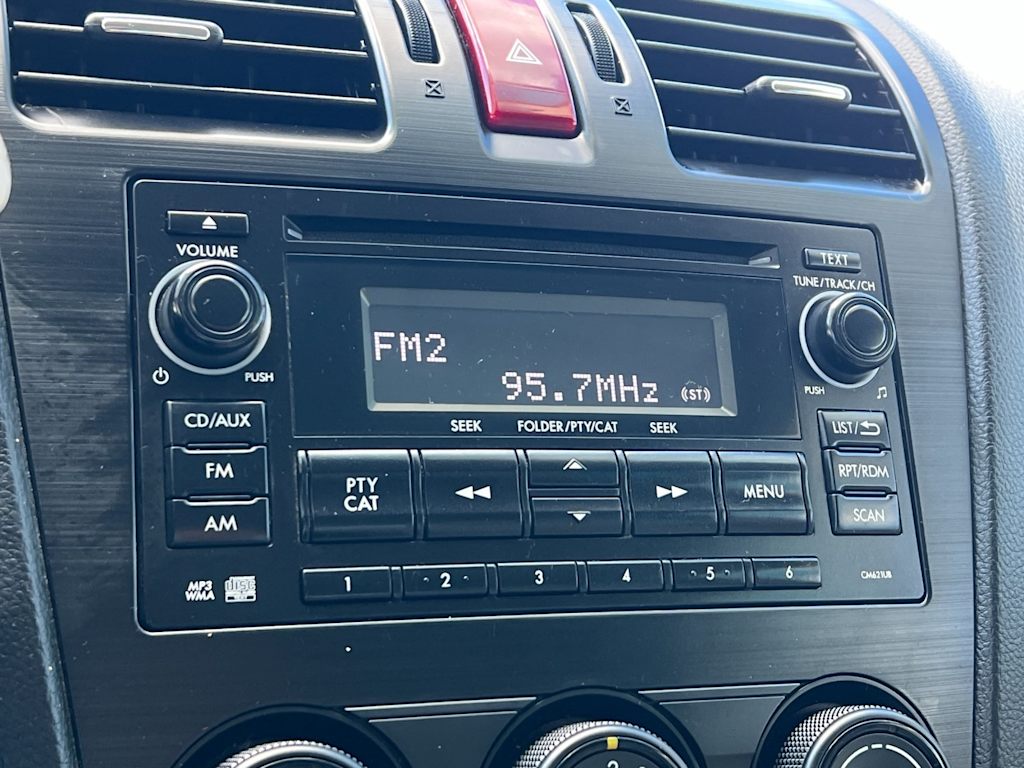 VOLUME
TEXT
TUNE/TRACK/CH
FM2
95.7MHz ((ST))
PUSH
PUSH
SEEK FOLDER/PTY/CAT SEEK
CD/AUX
FM
AM
PTY
CAT
MENU
LIST/
RPT/RDM
SCAN
MP3
WMA
disc
1 2 3 4 5 6
CM621UB
2